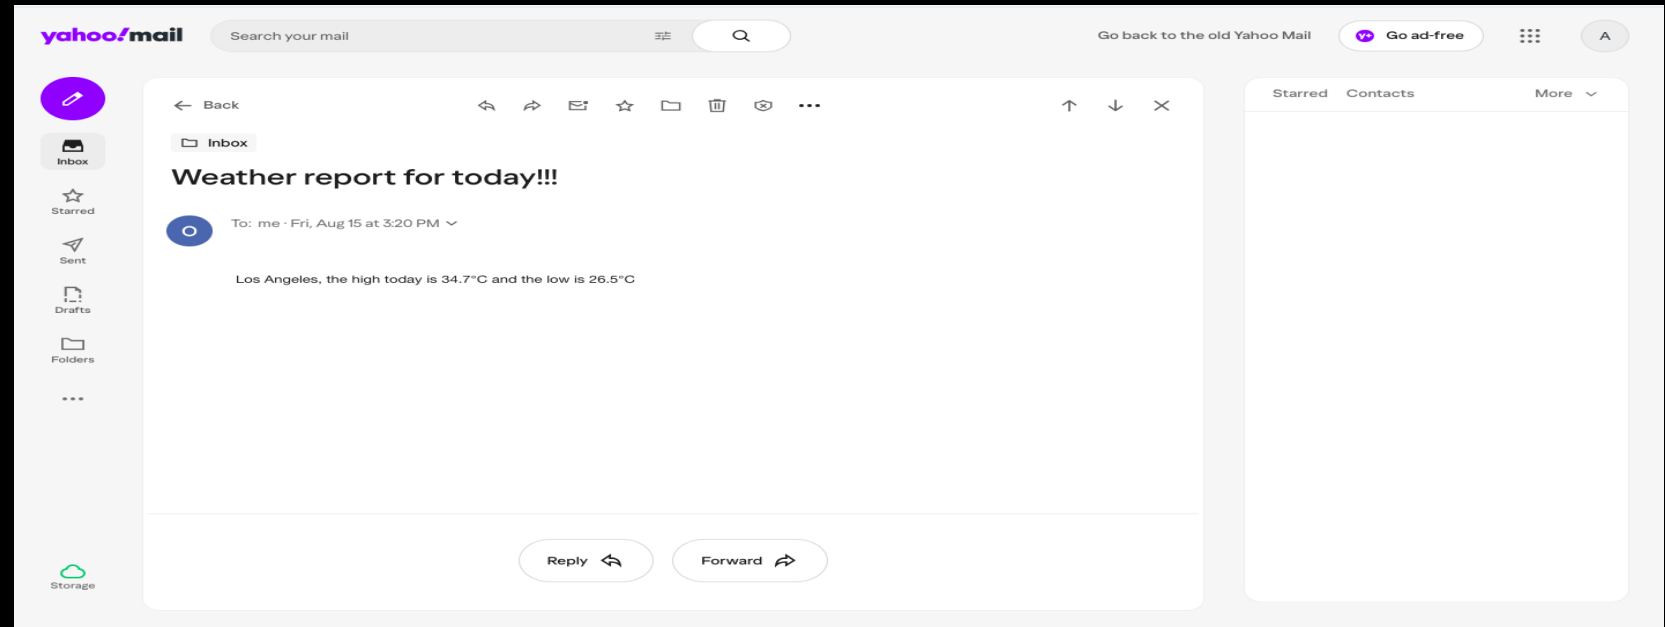 yahoo!mail
Search your mail
Go back to the old Yahoo Mail
y+ Go ad-free
A
Inbox
Starred
Sent
Drafts
Folders
Storage
Back
Inbox
Weather report for today!!!
O
To: me · Fri, Aug 15 at 3:20 PM
Los Angeles, the high today is 34.7°C and the low is 26.5°C
Reply
Forward
Starred Contacts More